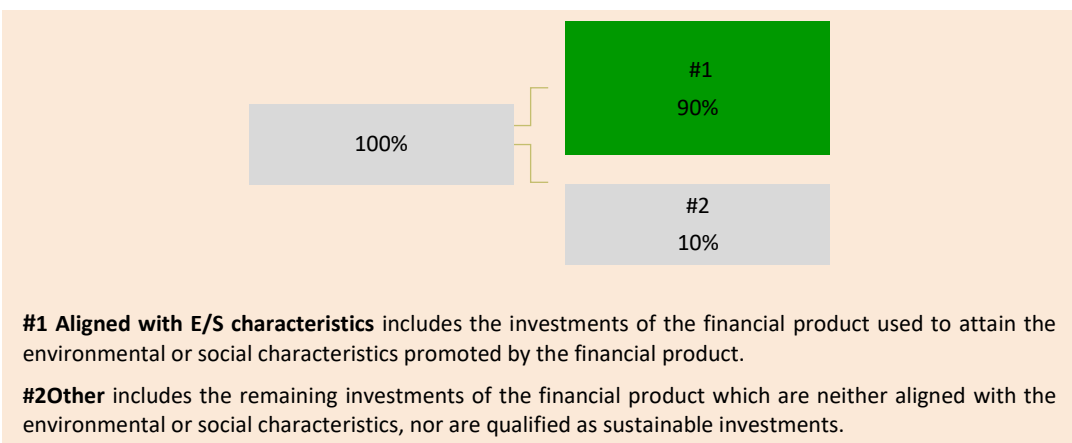 #1
90%
100%
#2
10%
#1 Aligned with E/S characteristics includes the investments of the financial product used to attain the
environmental or social characteristics promoted by the financial product.
#2Other includes the remaining investments of the financial product which are neither aligned with the
environmental or social characteristics, nor are qualified as sustainable investments.